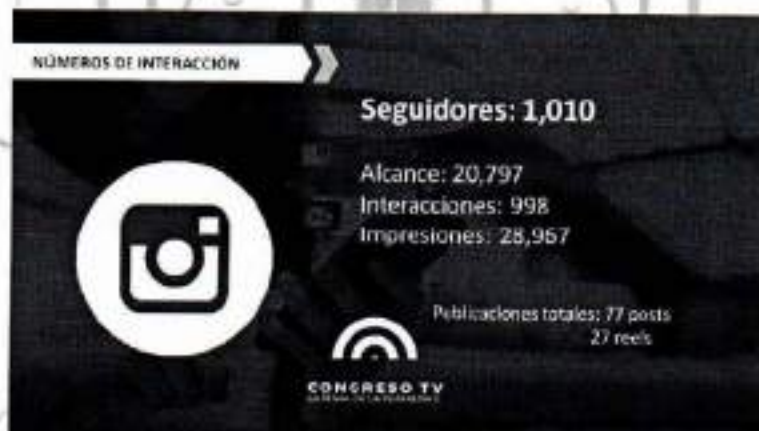 NÚMEROS DE INTERACCIÓN
Seguidores: 1,010
Alcance: 20,797
Interacciones: 998
Impresiones: 28,967
Publicaciones totales: 77 posts
27 reels
CONGRESO TV